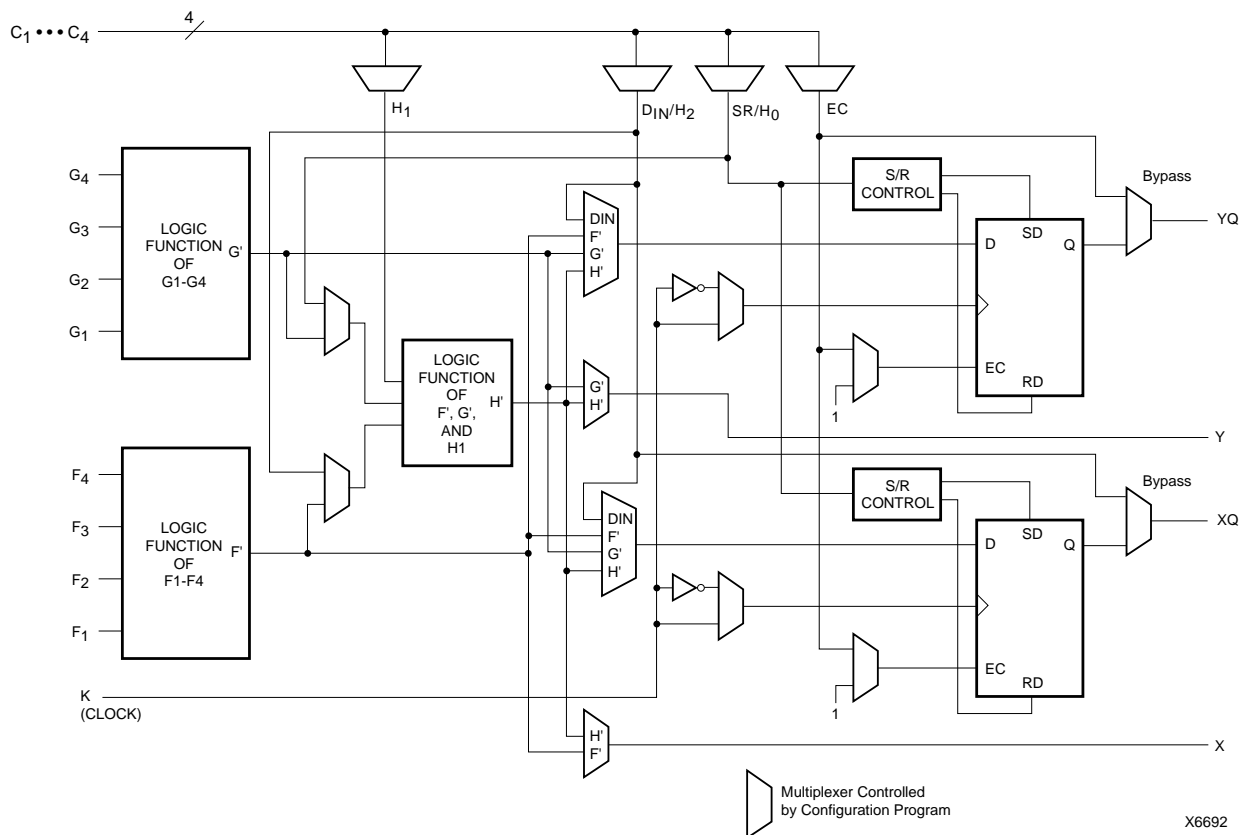 C1 ••• C4
4
H1
DIN/H2
SR/H0
EC
G4
G3
G2
G1
LOGIC
FUNCTION
OF
G1-G4
G'
DIN
F'
G'
H'
S/R
CONTROL
Bypass
SD
D
Q
YQ
EC
RD
1
LOGIC
FUNCTION
OF
F', G',
AND
H1
H'
G'
H'
Y
F4
F3
F2
F1
LOGIC
FUNCTION
OF
F1-F4
F'
DIN
F'
G'
H'
S/R
CONTROL
Bypass
SD
D
Q
XQ
EC
RD
1
K
(CLOCK)
H'
F'
X
Multiplexer Controlled
by Configuration Program
X6692